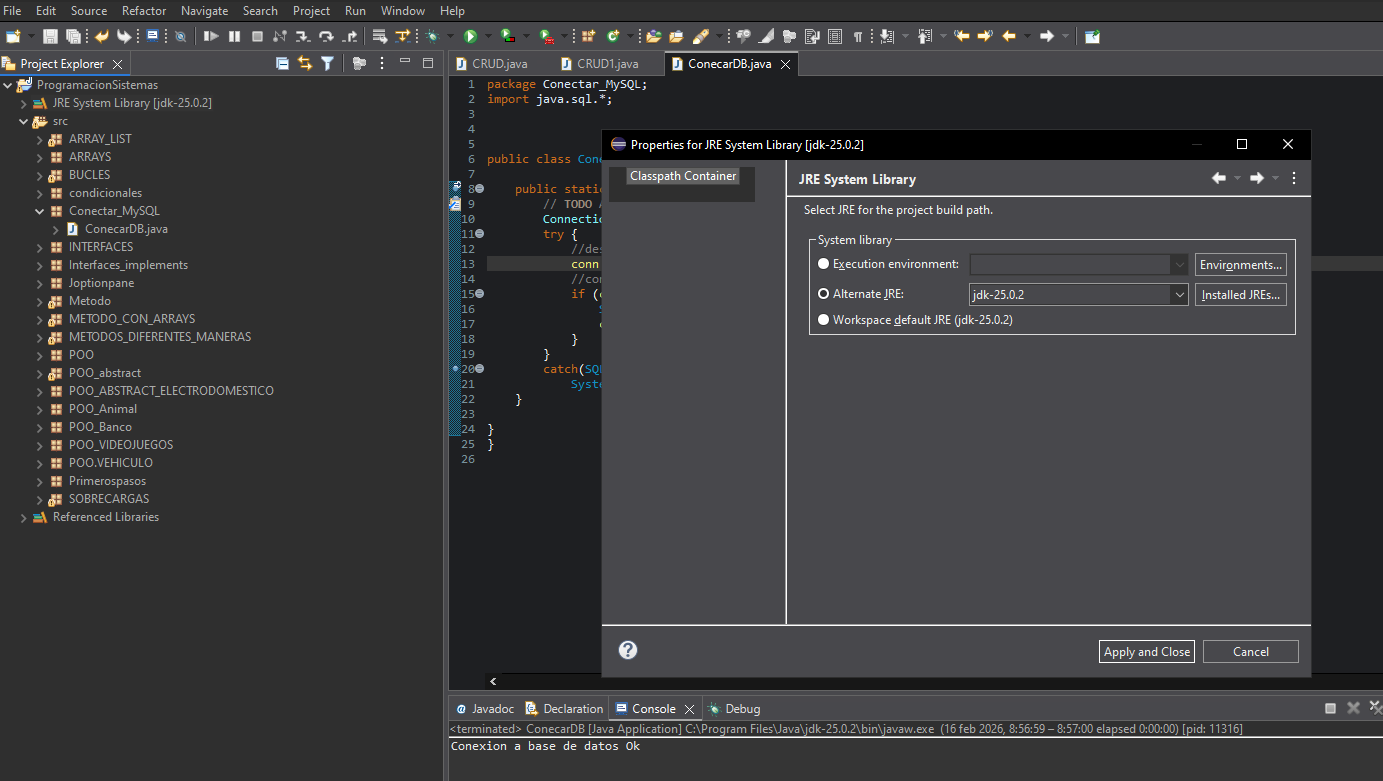 File Edit Source Refactor Navigate Search Project Run Window Help
Project Explorer
ProgramacionSistemas
JRE System Library [jdk-25.0.2]
src
ARRAY_LIST
ARRAYS
BUCLES
condicionales
Conectar_MySQL
ConecarDB.java
INTERFACES
Interfaces_implements
Joptionpane
Metodo
METODO_CON_ARRAYS
METODOS_DIFERENTES_MANERAS
POO
POO_abstract
POO_ABSTRACT_ELECTRODOMESTICO
POO_Animal
POO_Banco
POO_VIDEOJUEGOS
POO.VEHICULO
Primerospasos
SOBRECARGAS
Referenced Libraries
CRUD.java CRUD1.java ConecarDB.java
1 package Conectar_MySQL;
2 import java.sql.*;
3
4
5
6 public class Con
7
8 public static
9 // TODO A
10 Connectio
11 try {
12 //des
13 conn
14 //con
15 if (c
16 S
17 c
18 }
19 }
20 catch(SQL
21 Syste
22 }
23
24 }
25 }
26
Properties for JRE System Library [jdk-25.0.2]
Classpath Container
JRE System Library
Select JRE for the project build path.
System library
Execution environment: Environments...
Alternate JRE: jdk-25.0.2 Installed JREs...
Workspace default JRE (jdk-25.0.2)
Apply and Close Cancel
Javadoc Declaration Console Debug
<terminated> ConecarDB [Java Application] C:\Program Files\Java\jdk-25.0.2\bin\javaw.exe (16 feb 2026, 8:56:59 – 8:57:00 elapsed 0:00:00) [pid: 11316]
Conexion a base de datos Ok